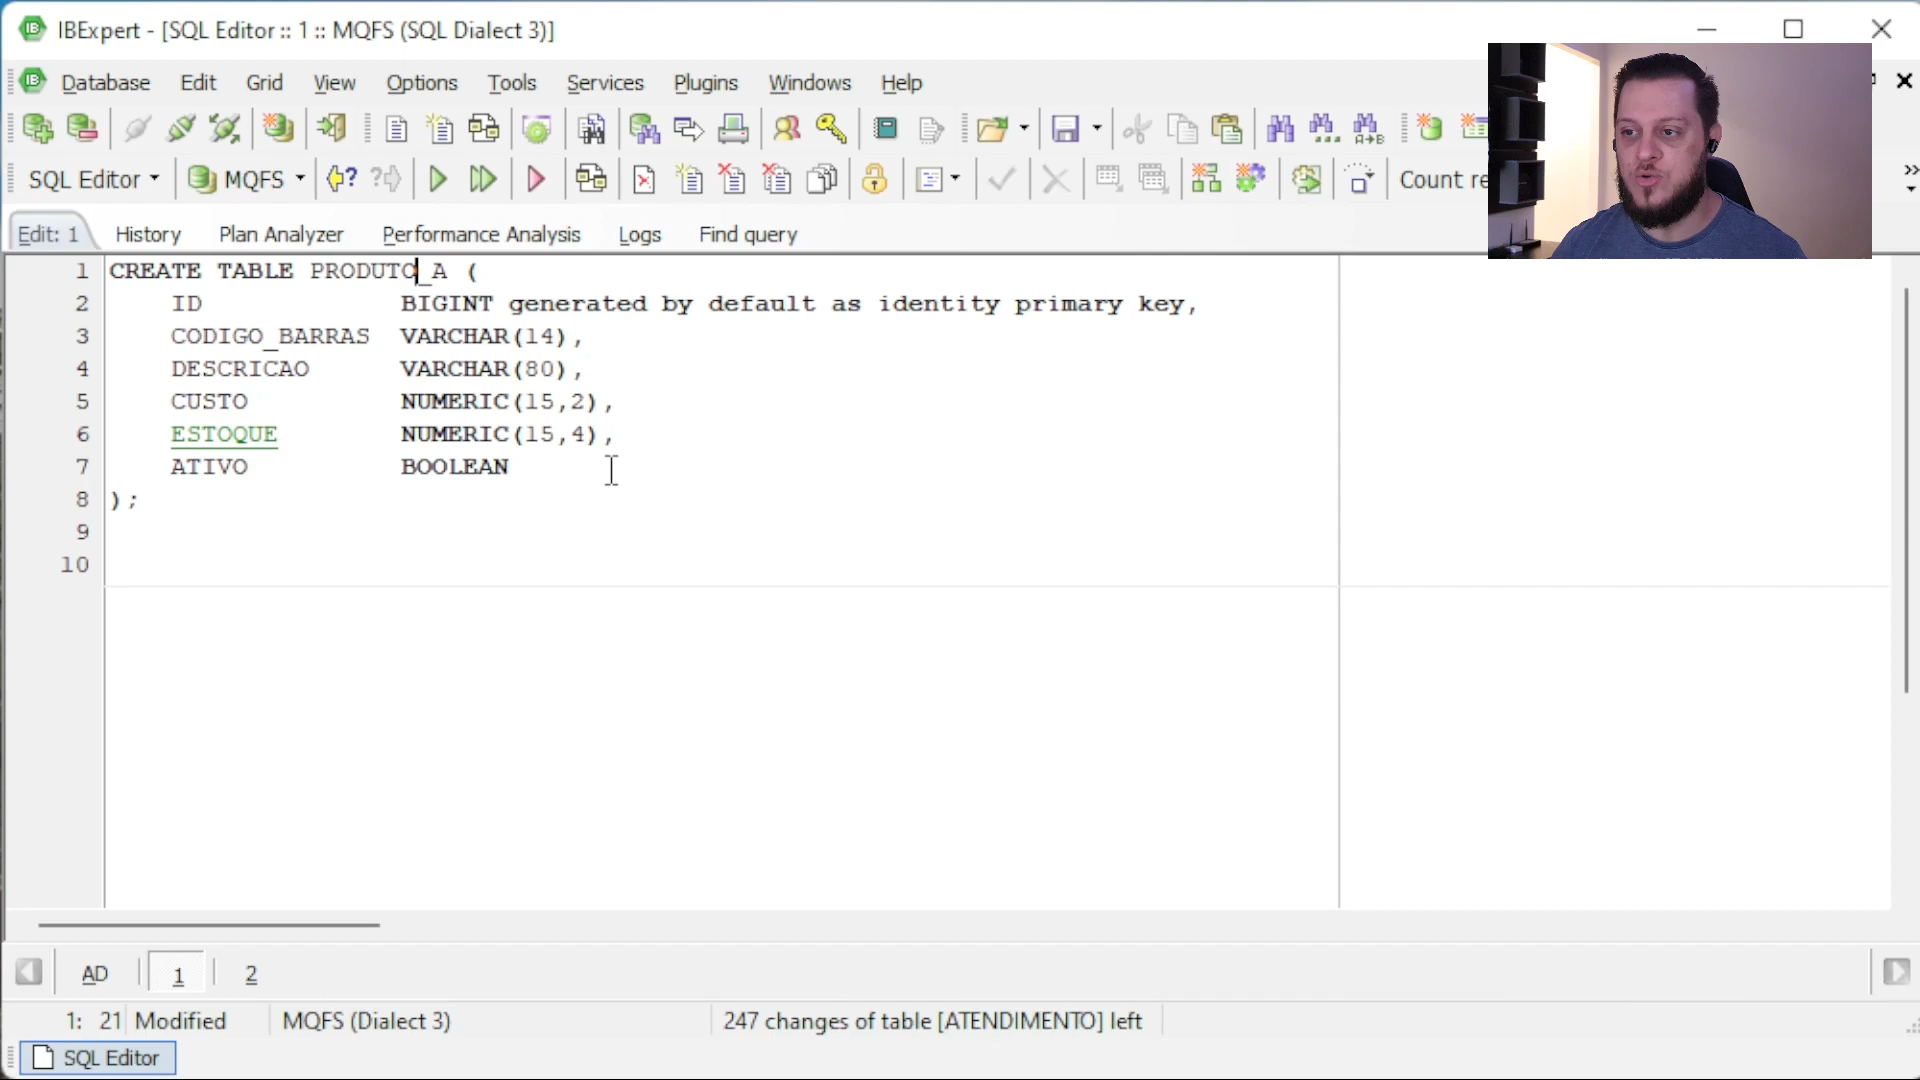 IBExpert - [SQL Editor :: 1 :: MQFS (SQL Dialect 3)]
Database Edit Grid View Options Tools Services Plugins Windows Help
SQL Editor MQFS Count re
Edit: 1 History Plan Analyzer Performance Analysis Logs Find query
1 CREATE TABLE PRODUTO_A (
2 ID BIGINT generated by default as identity primary key,
3 CODIGO_BARRAS VARCHAR(14),
4 DESCRICAO VARCHAR(80),
5 CUSTO NUMERIC(15,2),
6 ESTOQUE NUMERIC(15,4),
7 ATIVO BOOLEAN
8 );
9
10
AD 1 2
1: 21 Modified MQFS (Dialect 3) 247 changes of table [ATENDIMENTO] left
SQL Editor